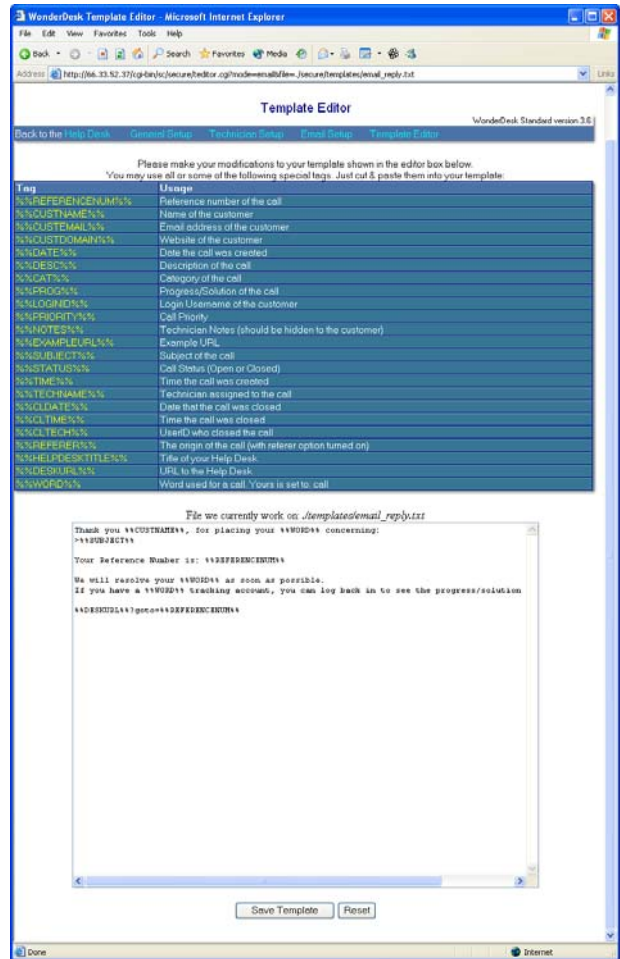 WonderDesk Template Editor - Microsoft Internet Explorer
File Edit View Favorites Tools Help
Back Search Favorites Media
Address http://66.33.52.37/cgi-bin/sc/secure/teditor.cgi?mode=email&file=./secure/templates/email_reply.txt Links
Template Editor
WonderDesk Standard version 3.6
Back to the Help Desk General Setup Technician Setup Email Setup Template Editor
Please make your modifications to your template shown in the editor box below.
You may use all or some of the following special tags. Just cut & paste them into your template:
Tag Usage
%%REFERENCENUM%% Reference number of the call
%%CUSTNAME%% Name of the customer
%%CUSTEMAIL%% Email address of the customer
%%CUSTDOMAIN%% Website of the customer
%%DATE%% Date the call was created
%%DESC%% Description of the call
%%CAT%% Category of the call
%%PROG%% Progress/Solution of the call
%%LOGINID%% Login Username of the customer
%%PRIORITY%% Call Priority
%%NOTES%% Technician Notes (should be hidden to the customer)
%%EXAMPLEURL%% Example URL
%%SUBJECT%% Subject of the call
%%STATUS%% Call Status (Open or Closed)
%%TIME%% Time the call was created
%%TECHNAME%% Technician assigned to the call
%%CLDATE%% Date that the call was closed
%%CLTIME%% Time the call was closed
%%CLTECH%% UserID who closed the call
%%REFERER%% The origin of the call (with referer option turned on)
%%HELPDESKTITLE%% Title of your Help Desk
%%DESKURL%% URL to the Help Desk
%%WORD%% Word used for a call. Yours is set to: call
File we currently work on: ./templates/email_reply.txt
Thank you %%CUSTNAME%%, for placing your %%WORD%% concerning:
>%%SUBJECT%%
Your Reference Number is: %%REFERENCENUM%%
We will resolve your %%WORD%% as soon as possible.
If you have a %%WORD%% tracking account, you can log back in to see the progress/solution
%%DESKURL%%?goto=%%REFERENCENUM%%
Save Template Reset
Done Internet